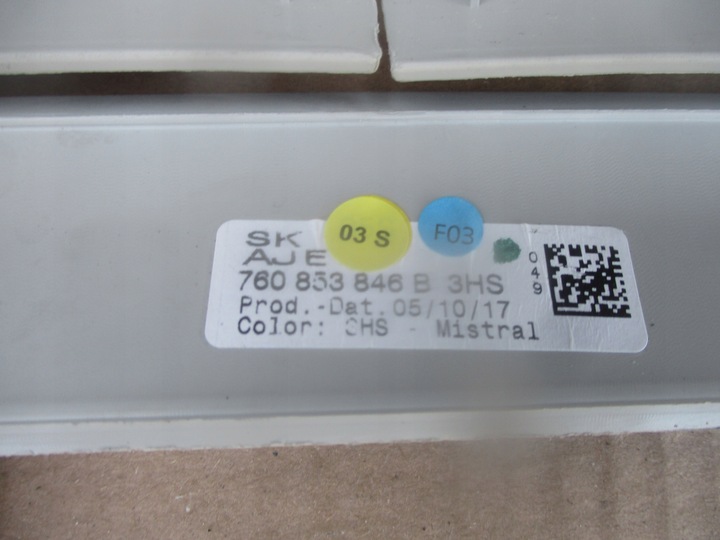 SK
AJE
03 S
F03
760 853 846 B 3HS
Prod.-Dat. 05/10/17
Color: 3HS - Mistral
049